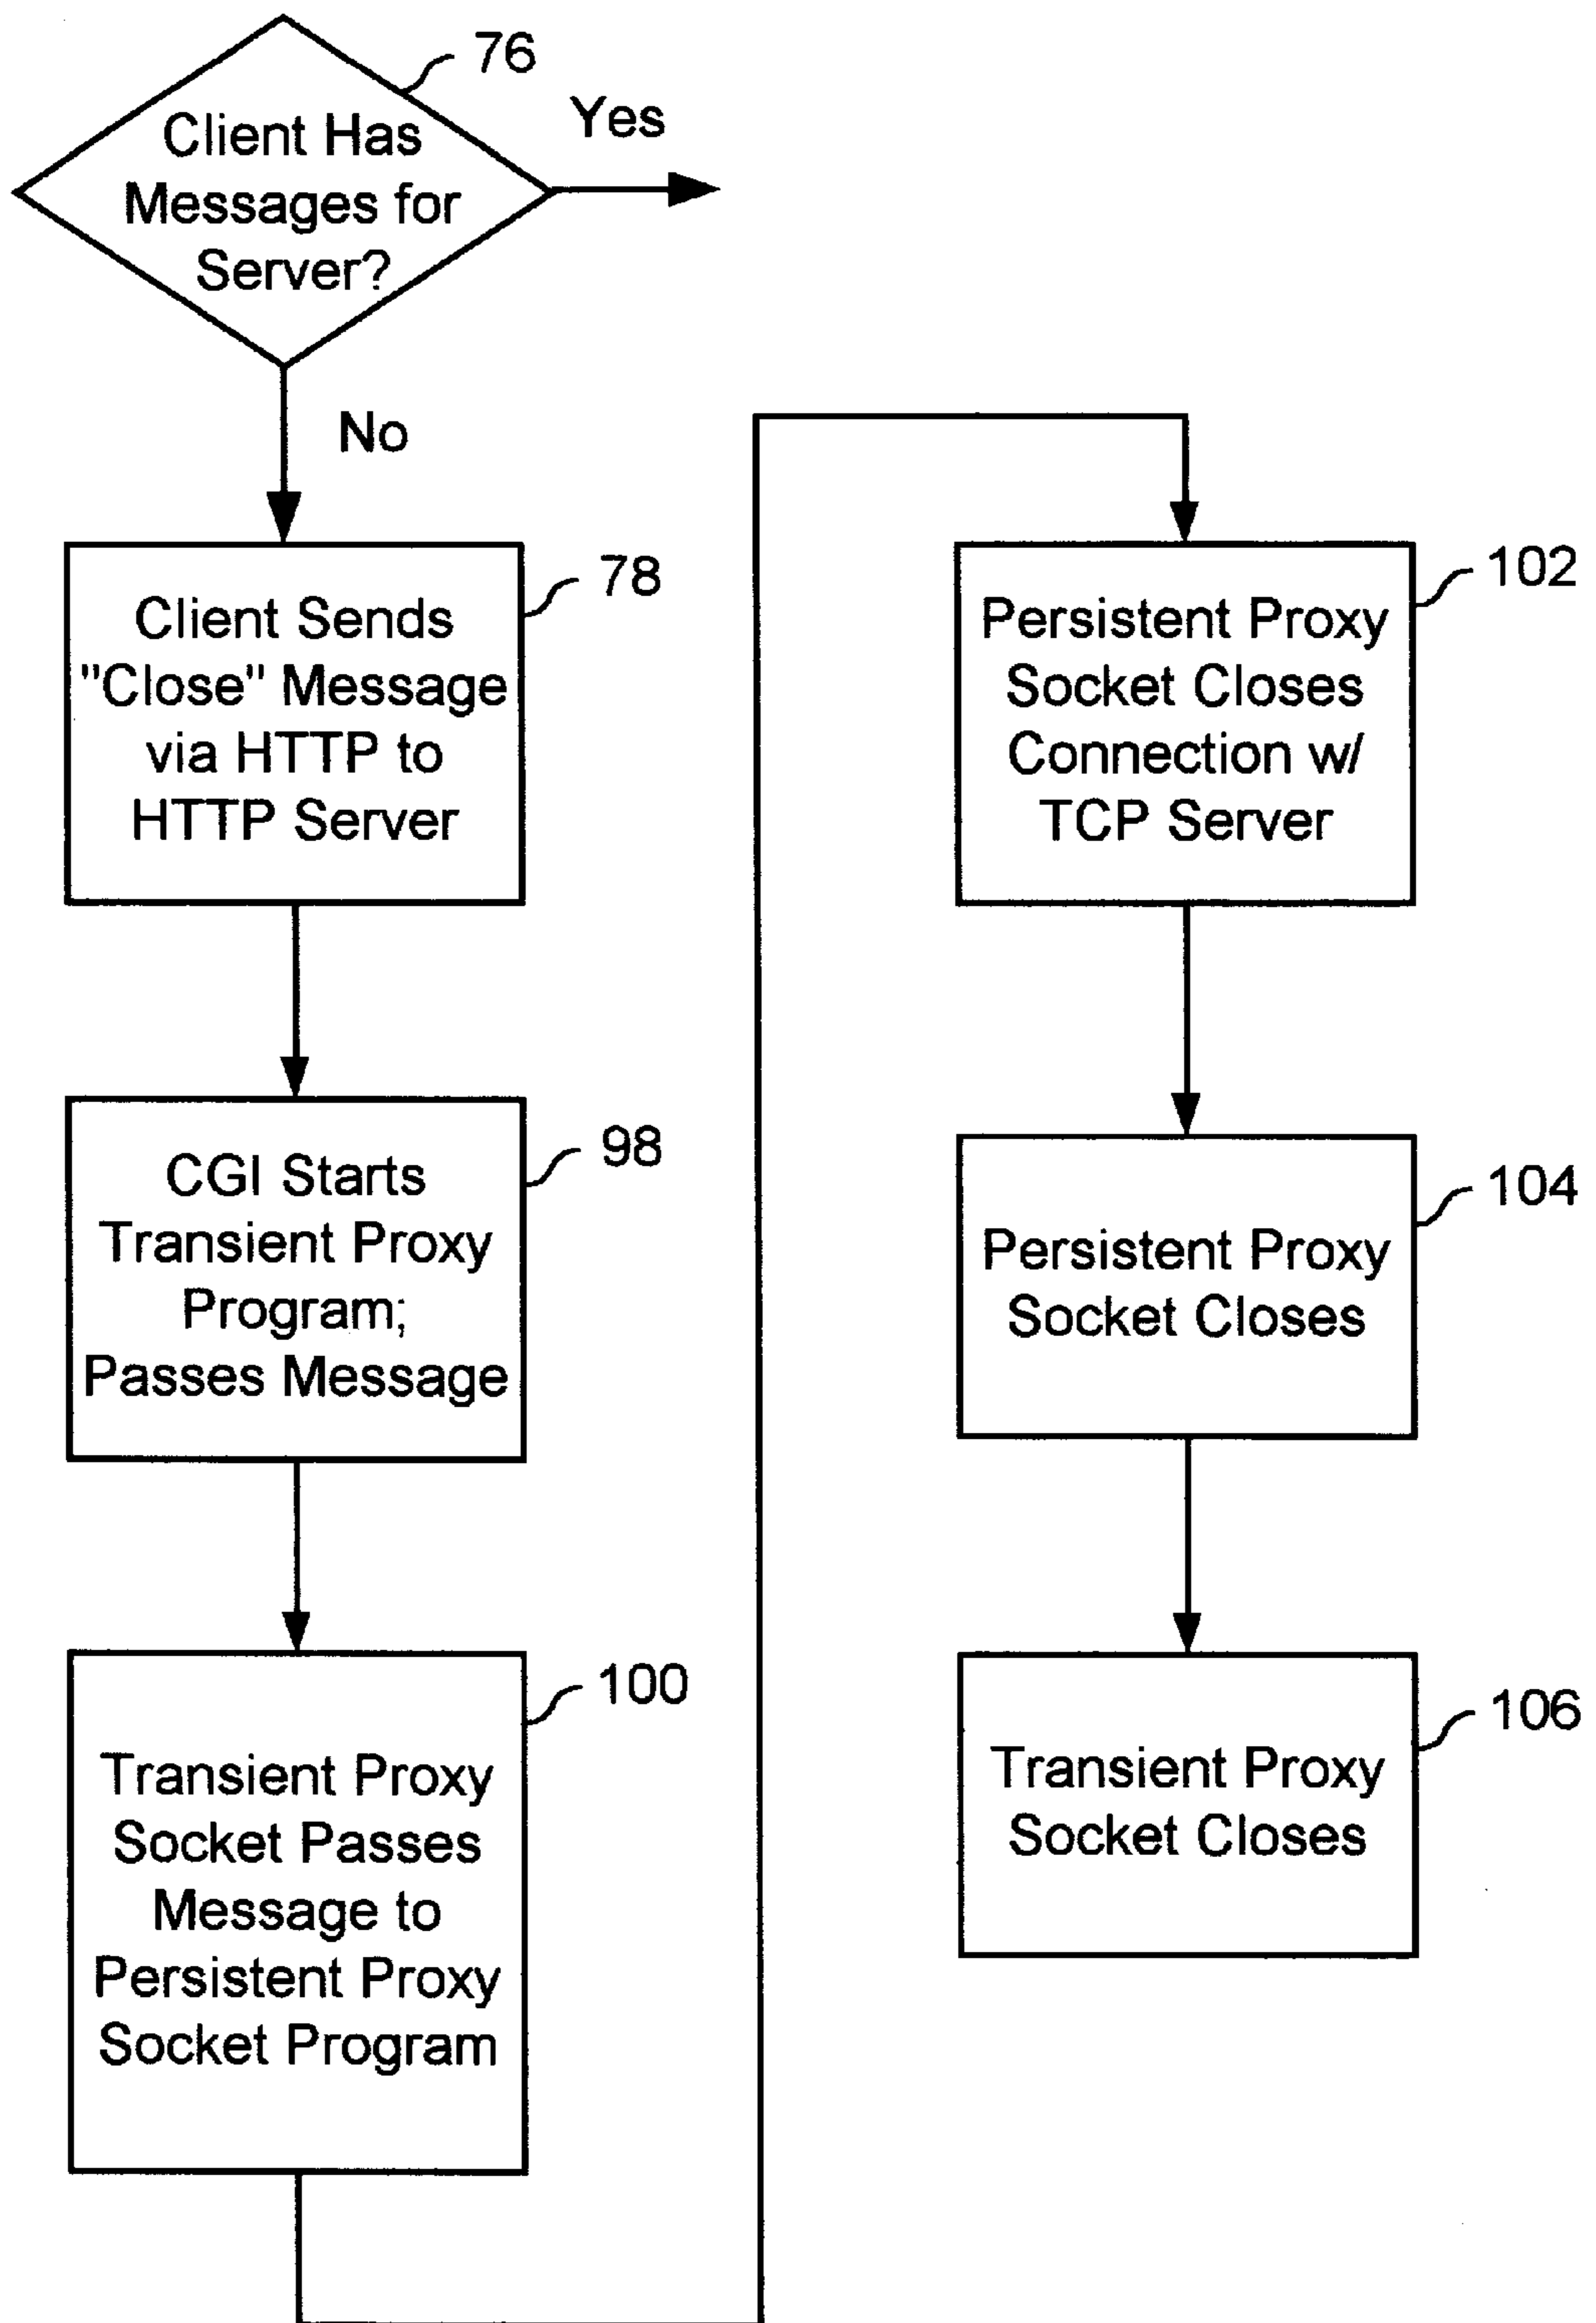 76
Client Has
Messages for
Server?
Yes
No
78
Client Sends
"Close" Message
via HTTP to
HTTP Server
98
CGI Starts
Transient Proxy
Program;
Passes Message
100
Transient Proxy
Socket Passes
Message to
Persistent Proxy
Socket Program
102
Persistent Proxy
Socket Closes
Connection w/
TCP Server
104
Persistent Proxy
Socket Closes
106
Transient Proxy
Socket Closes